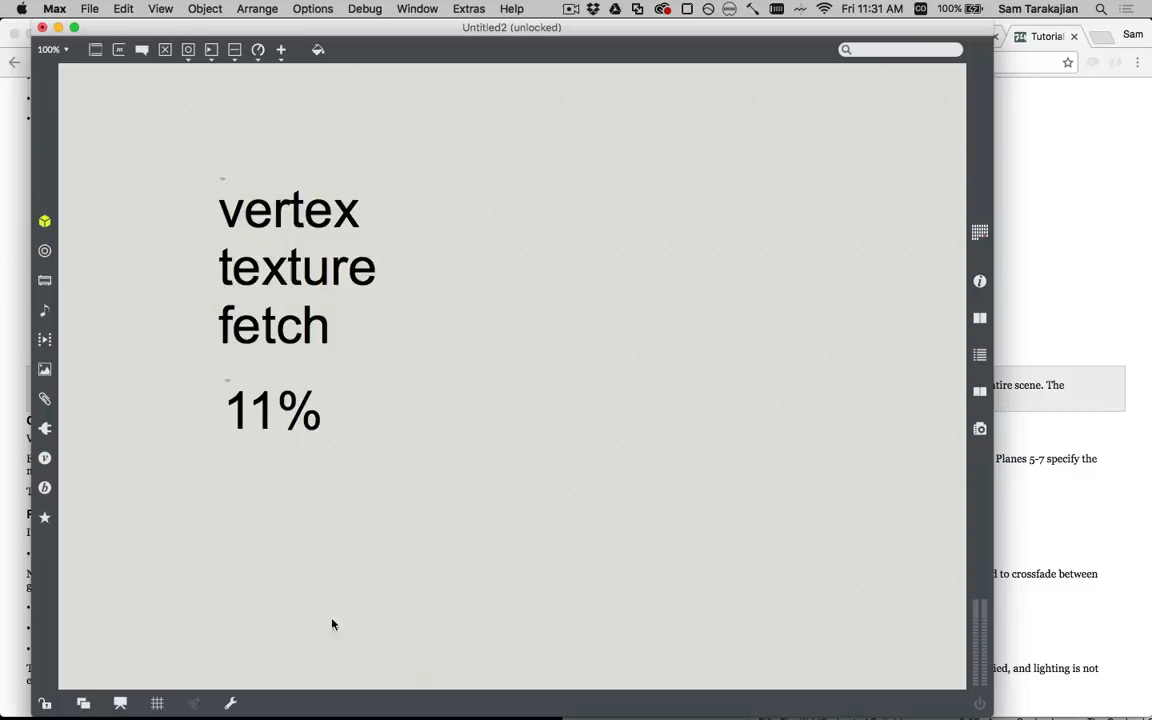 Max File Edit View Object Arrange Options Debug Window Extras Help Fri 11:31 AM 100% Sam Tarakajian
Untitled2 (unlocked)
Tutorial
Sam
100%
vertex
texture
fetch
11%
tire scene. The
Planes 5-7 specify the
d to crossfade between
ied, and lighting is not